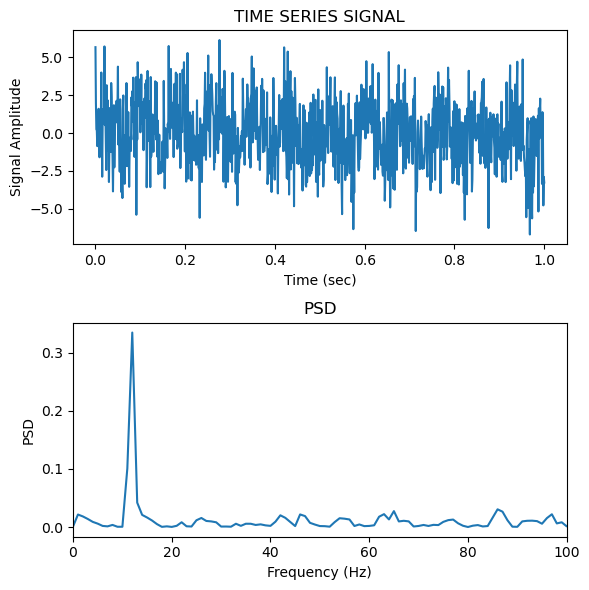 TIME SERIES SIGNAL
5.0
2.5
0.0
−2.5
−5.0
Signal Amplitude
0.0 0.2 0.4 0.6 0.8 1.0
Time (sec)
PSD
0.3
0.2
0.1
0.0
PSD
0 20 40 60 80 100
Frequency (Hz)